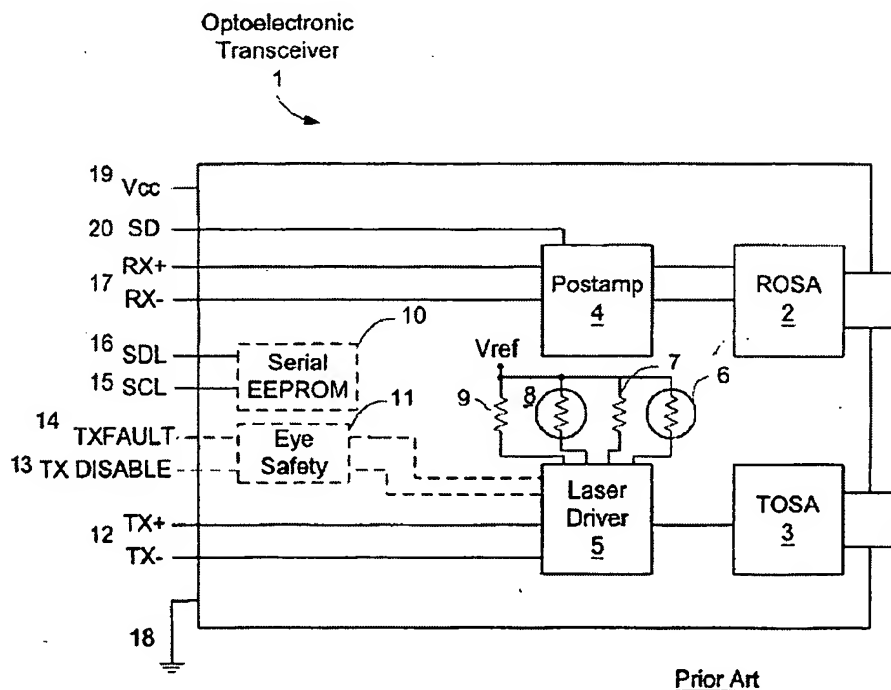 Optoelectronic
Transceiver
1
19 Vcc
20 SD
RX+
17
RX-
Postamp
4
ROSA
2
10
16 SDL
15 SCL
Serial
EEPROM
Vref
7
6
9
8
11
14
TXFAULT
13 TX DISABLE
Eye
Safety
Laser
Driver
5
TOSA
3
12 TX+
TX-
18
Prior Art